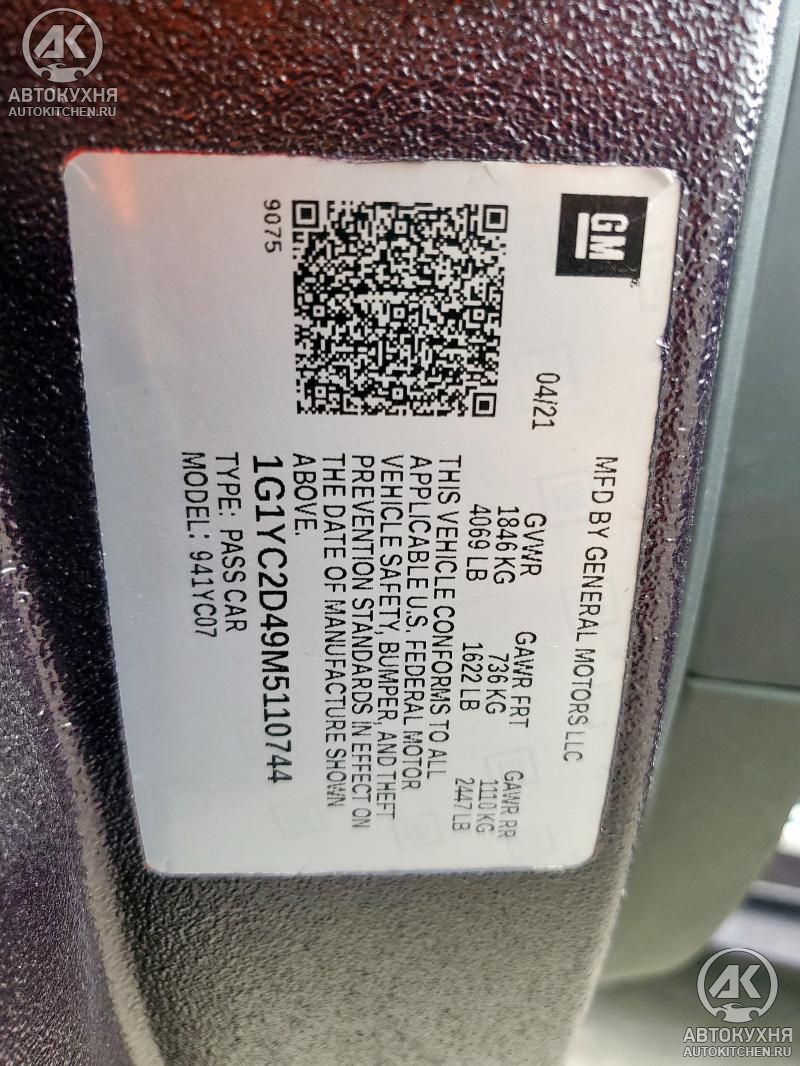 AK
АВТОКУХНЯ
AUTOKITCHEN.RU
GM
MFD BY GENERAL MOTORS LLC
04/21
GVWR GAWR FRT GAWR RR
1846 KG 736 KG 1110 KG
4069 LB 1622 LB 2447 LB
THIS VEHICLE CONFORMS TO ALL
APPLICABLE U.S. FEDERAL MOTOR
VEHICLE SAFETY, BUMPER, AND THEFT
PREVENTION STANDARDS IN EFFECT ON
THE DATE OF MANUFACTURE SHOWN
ABOVE.
1G1YC2D49M5110744
TYPE: PASS CAR
MODEL: 941YC07
9075
AK
АВТОКУХНЯ
AUTOKITCHEN.RU